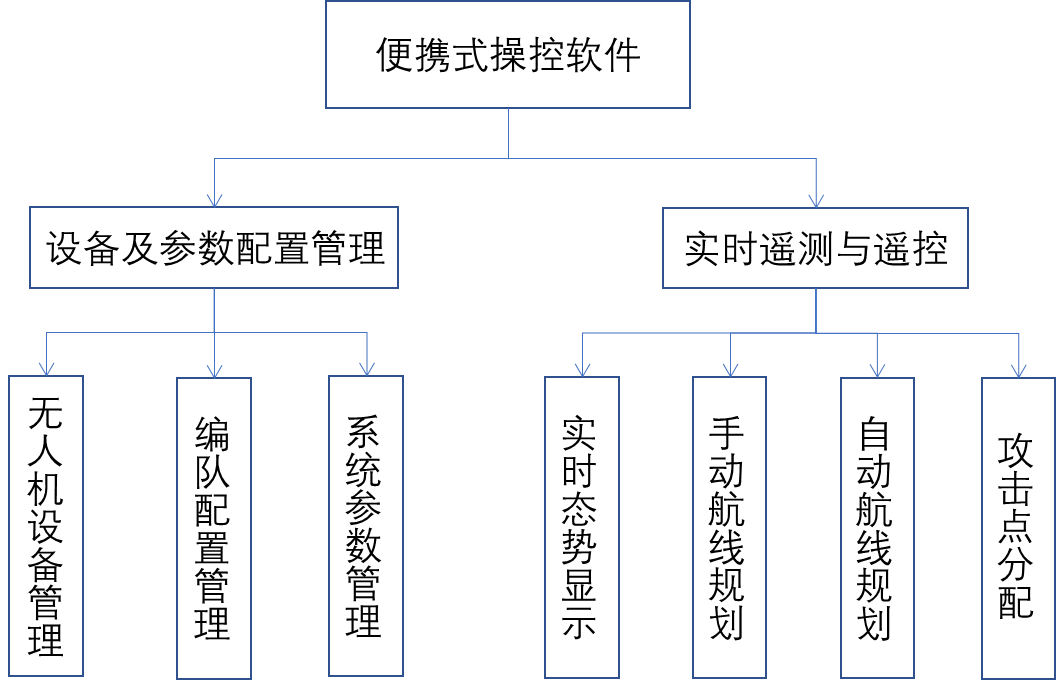 便携式操控软件
设备及参数配置管理
实时遥测与遥控
无人机设备管理
编队配置管理
系统参数管理
实时态势显示
手动航线规划
自动航线规划
攻击点分配